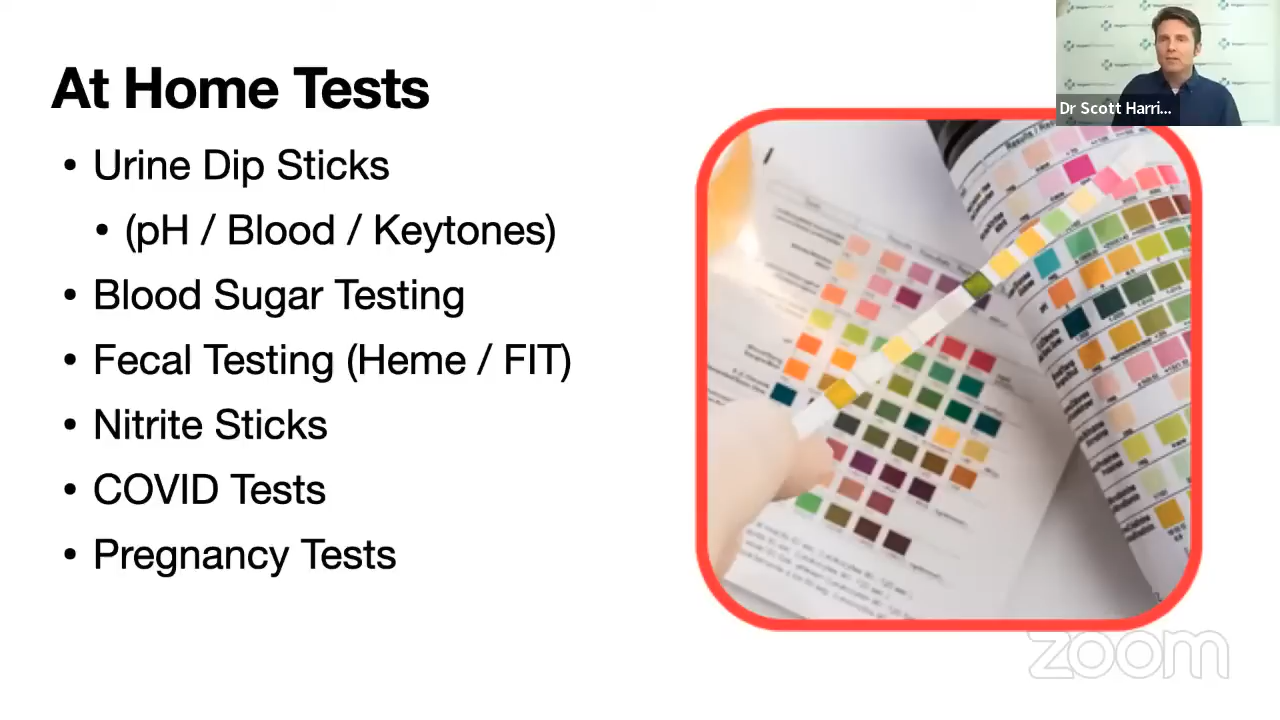 At Home Tests
• Urine Dip Sticks
• (pH / Blood / Keytones)
• Blood Sugar Testing
• Fecal Testing (Heme / FIT)
• Nitrite Sticks
• COVID Tests
• Pregnancy Tests
Dr Scott Harri...
zoom